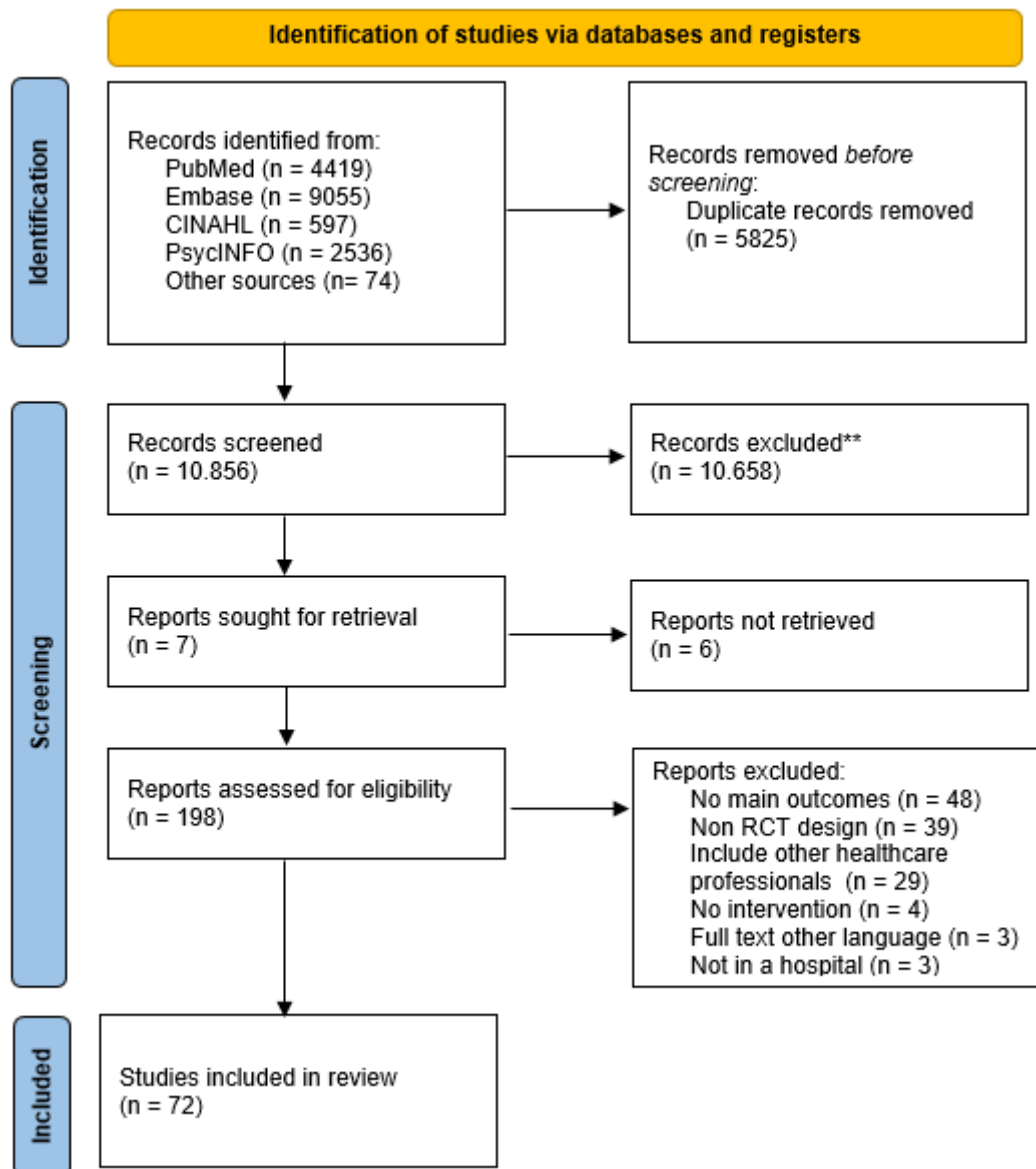 Identification of studies via databases and registers
Identification
Records identified from:
PubMed (n = 4419)
Embase (n = 9055)
CINAHL (n = 597)
PsycINFO (n = 2536)
Other sources (n= 74)
Records removed before
screening:
Duplicate records removed
(n = 5825)
Screening
Records screened
(n = 10.856)
Records excluded**
(n = 10.658)
Reports sought for retrieval
(n = 7)
Reports not retrieved
(n = 6)
Reports assessed for eligibility
(n = 198)
Reports excluded:
No main outcomes (n = 48)
Non RCT design (n = 39)
Include other healthcare
professionals (n = 29)
No intervention (n = 4)
Full text other language (n = 3)
Not in a hospital (n = 3)
Included
Studies included in review
(n = 72)